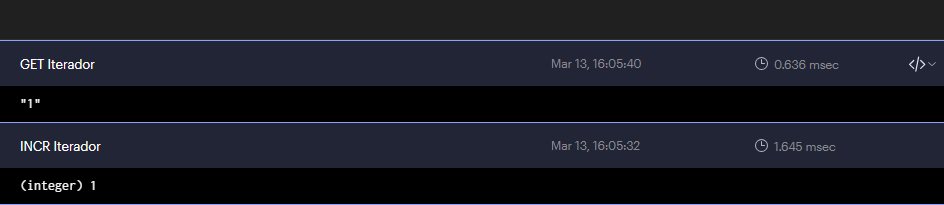 GET Iterador Mar 13, 16:05:40 0.636 msec </>
"1"
INCR Iterador Mar 13, 16:05:32 1.645 msec
(integer) 1